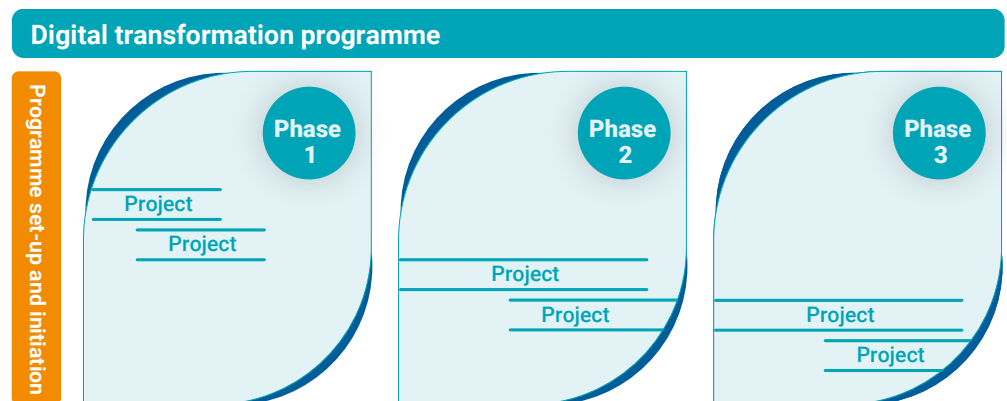 Digital transformation programme
Programme set-up and initiation
Phase
1
Project
Project
Phase
2
Project
Project
Phase
3
Project
Project